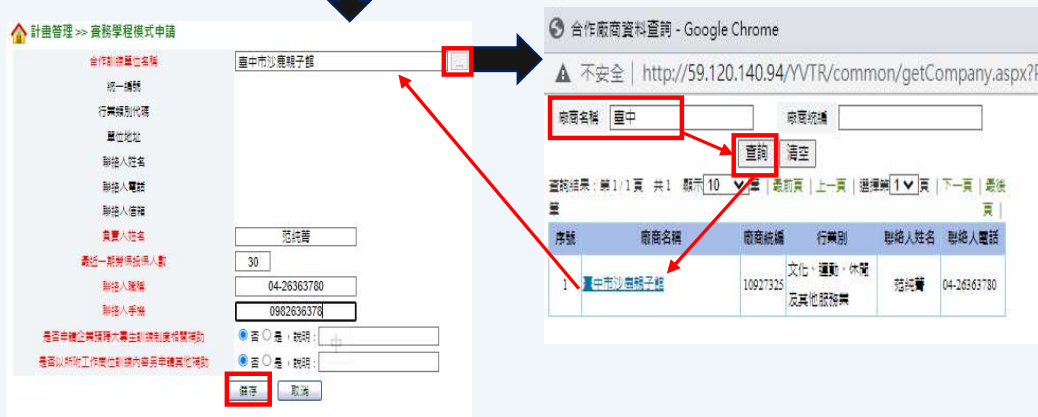 計畫管理 >> 實務學程模式申請
合作訓練單位名稱 臺中市沙鹿親子館 ...
統一編號
行業類別代碼
單位地址
聯絡人姓名
聯絡人電話
聯絡人信箱
負責人姓名 范純菁
最近一期勞保投保人數 30
聯絡人職稱 04-26363780
聯絡人手機 0982636378
是否申請企業預聘大專生訓練制度相關補助 否 是，說明：
是否以所附工作崗位訓練內容另申請其他補助 否 是，說明：
儲存 取消
合作廠商資料查詢 - Google Chrome
不安全 | http://59.120.140.94/YVTR/common/getCompany.aspx?
廠商名稱 臺中 廠商統編
查詢 清空
查詢結果：第1/1頁 共1 顯示 10 筆 | 最前頁 | 上一頁 | 選擇第 1 頁 | 下一頁 | 最後
筆 頁 |
序號 廠商名稱 廠商統編 行業別 聯絡人姓名 聯絡人電話
1 臺中市沙鹿親子館 10927325 文化、運動、休閒及其他服務業 范純菁 04-26363780